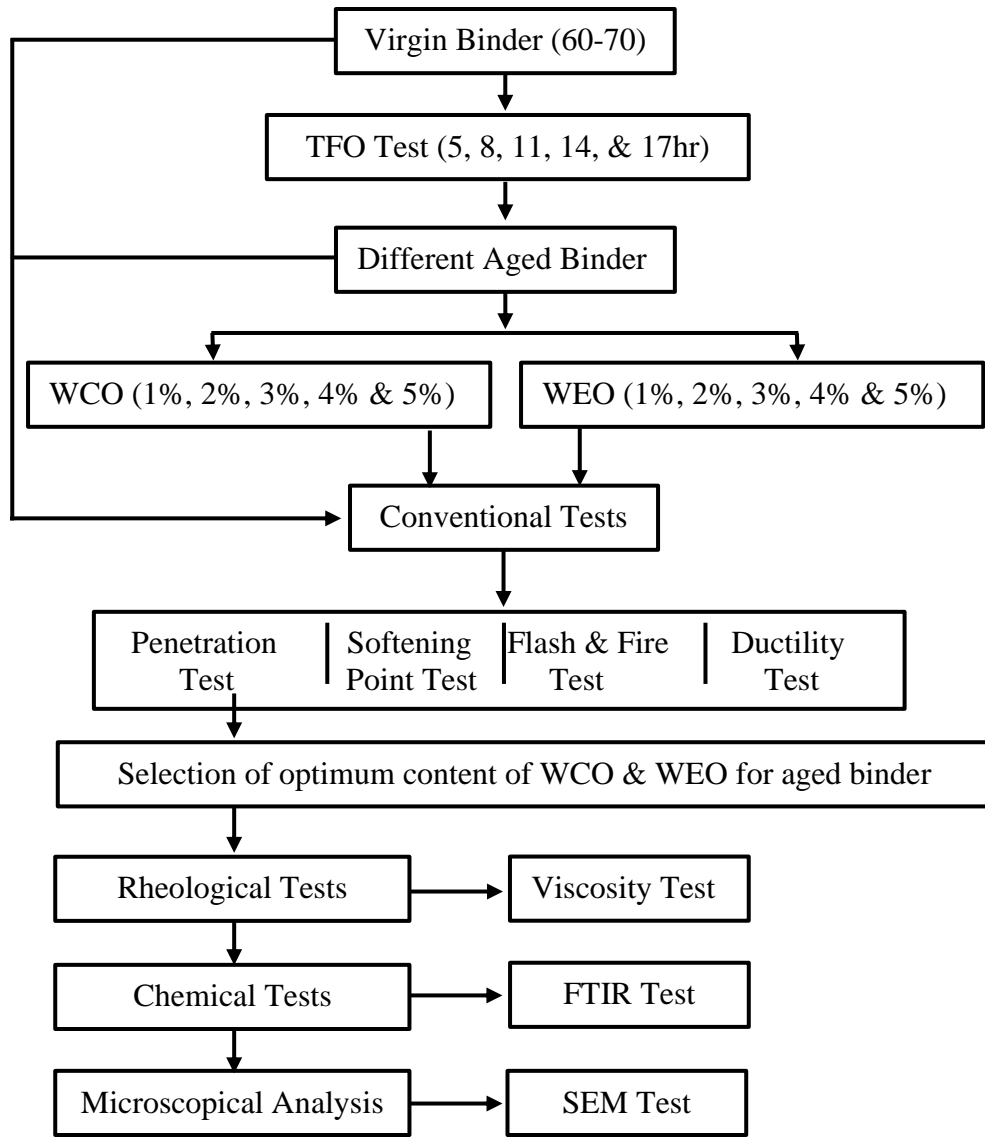 Virgin Binder (60-70)
TFO Test (5, 8, 11, 14, & 17hr)
Different Aged Binder
WCO (1%, 2%, 3%, 4% & 5%)
WEO (1%, 2%, 3%, 4% & 5%)
Conventional Tests
Penetration
Test
Softening
Point Test
Flash & Fire
Test
Ductility
Test
Selection of optimum content of WCO & WEO for aged binder
Rheological Tests
Viscosity Test
Chemical Tests
FTIR Test
Microscopical Analysis
SEM Test